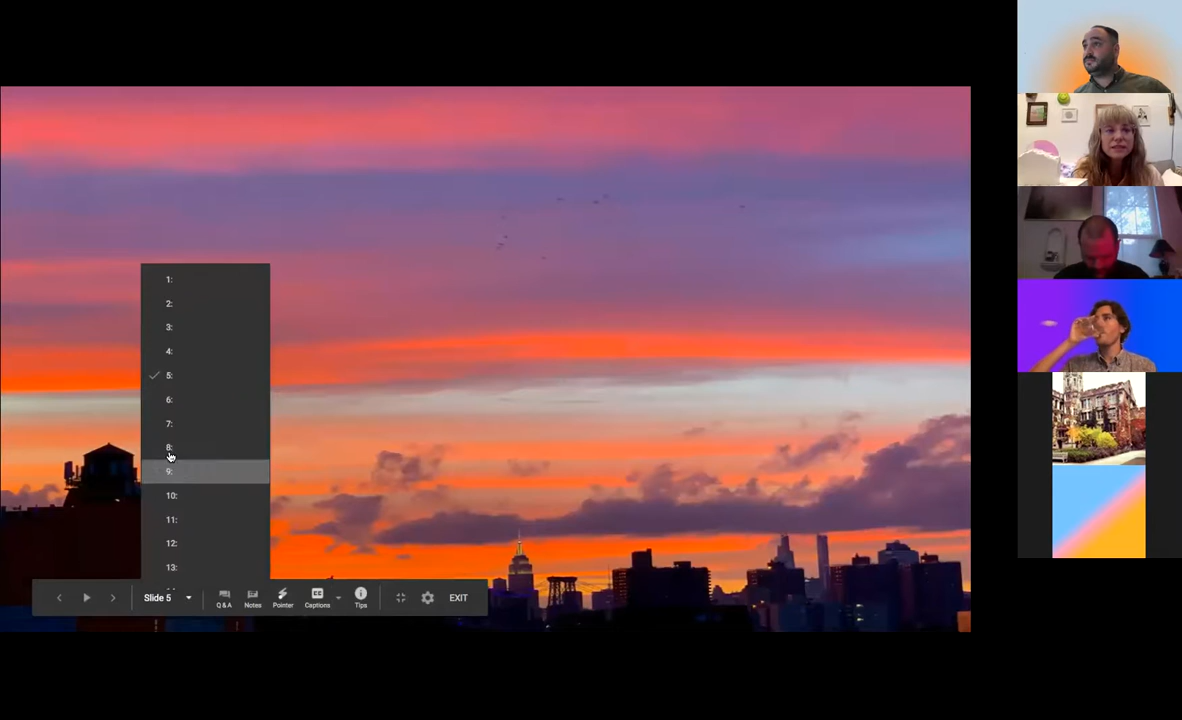 1:
2:
3:
4:
5:
6:
7:
8:
9:
10:
11:
12:
13:
Slide 5
Q & A
Notes
Pointer
CC
Captions
Tips
EXIT